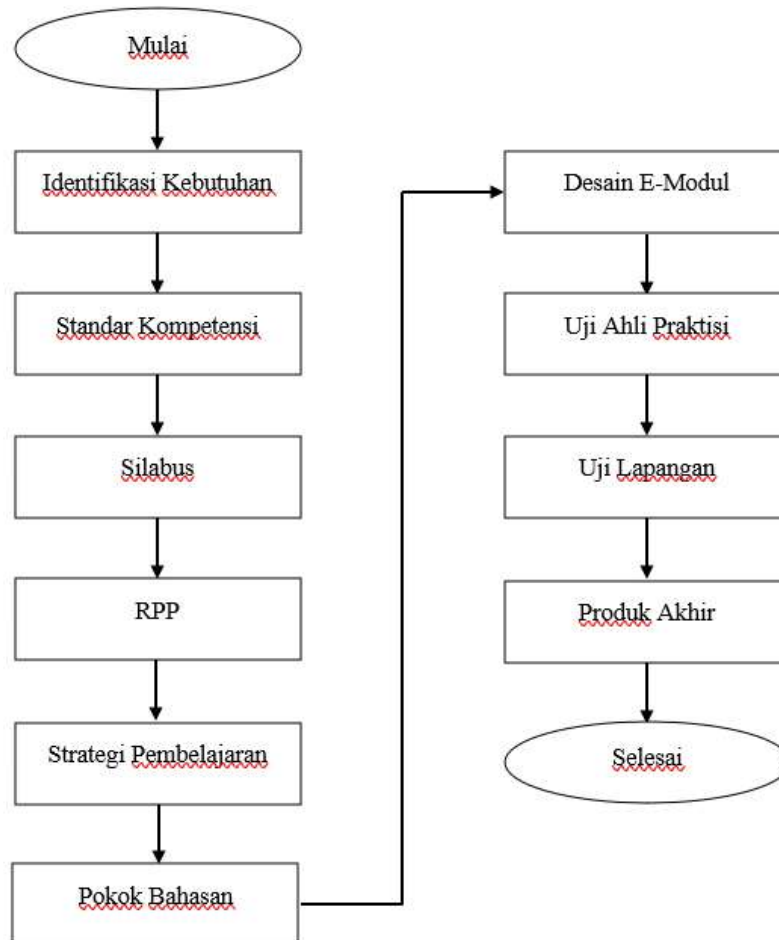 Mulai
Identifikasi Kebutuhan
Standar Kompetensi
Silabus
RPP
Strategi Pembelajaran
Pokok Bahasan
Desain E-Modul
Uji Ahli Praktisi
Uji Lapangan
Produk Akhir
Selesai